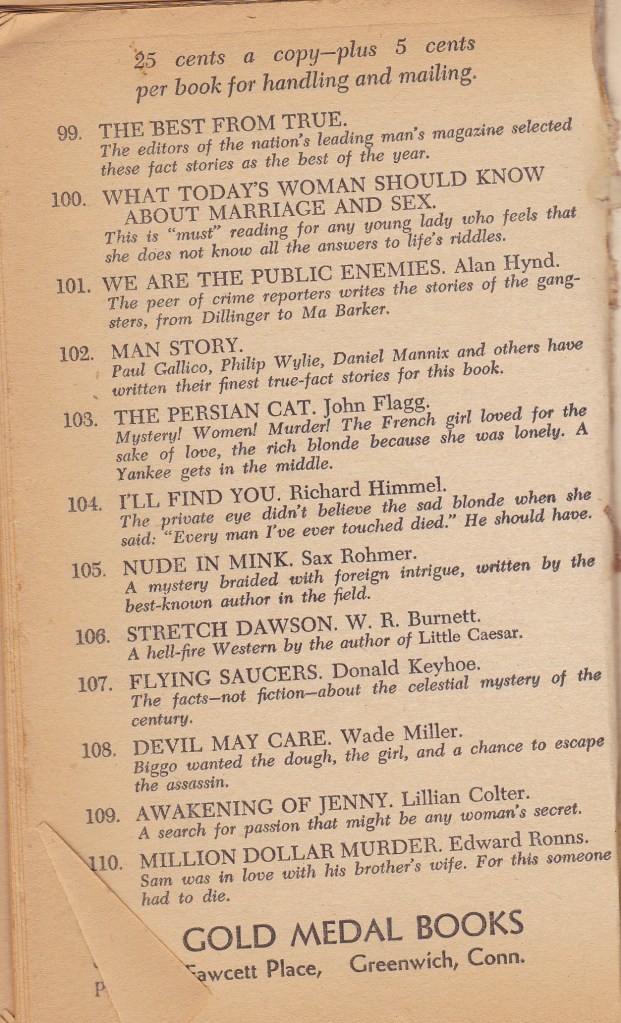 25 cents a copy—plus 5 cents
per book for handling and mailing.
99. THE BEST FROM TRUE.
The editors of the nation's leading man's magazine selected
these fact stories as the best of the year.
100. WHAT TODAY'S WOMAN SHOULD KNOW
ABOUT MARRIAGE AND SEX.
This is "must" reading for any young lady who feels that
she does not know all the answers to life's riddles.
101. WE ARE THE PUBLIC ENEMIES. Alan Hynd.
The peer of crime reporters writes the stories of the gang-
sters, from Dillinger to Ma Barker.
102. MAN STORY.
Paul Gallico, Philip Wylie, Daniel Mannix and others have
written their finest true-fact stories for this book.
103. THE PERSIAN CAT. John Flagg.
Mystery! Women! Murder! The French girl loved for the
sake of love, the rich blonde because she was lonely. A
Yankee gets in the middle.
104. I'LL FIND YOU. Richard Himmel.
The private eye didn't believe the sad blonde when she
said: "Every man I've ever touched died." He should have.
105. NUDE IN MINK. Sax Rohmer.
A mystery braided with foreign intrigue, written by the
best-known author in the field.
106. STRETCH DAWSON. W. R. Burnett.
A hell-fire Western by the author of Little Caesar.
107. FLYING SAUCERS. Donald Keyhoe.
The facts—not fiction—about the celestial mystery of the
century.
108. DEVIL MAY CARE. Wade Miller.
Biggo wanted the dough, the girl, and a chance to escape
the assassin.
109. AWAKENING OF JENNY. Lillian Colter.
A search for passion that might be any woman's secret.
110. MILLION DOLLAR MURDER. Edward Ronns.
Sam was in love with his brother's wife. For this someone
had to die.
GOLD MEDAL BOOKS
Fawcett Place, Greenwich, Conn.